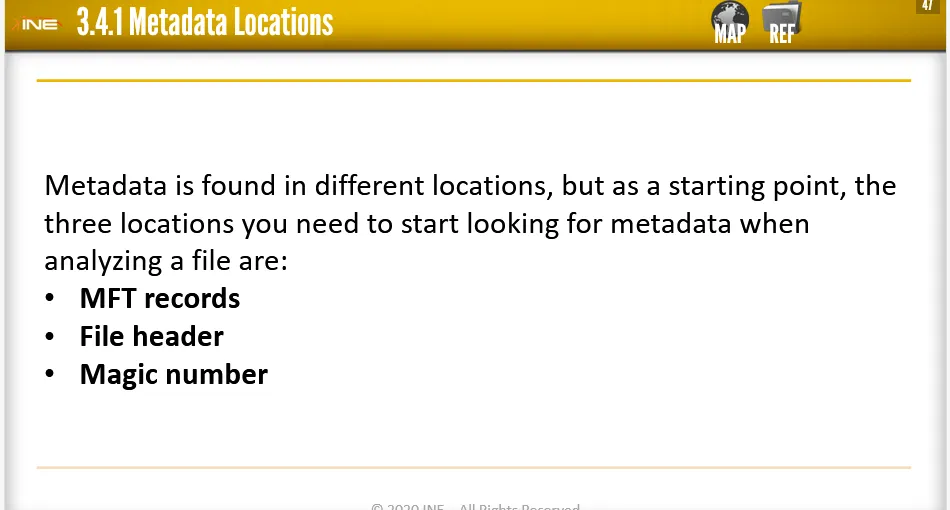 INE
3.4.1 Metadata Locations
MAP
REF
47
Metadata is found in different locations, but as a starting point, the
three locations you need to start looking for metadata when
analyzing a file are:
• MFT records
• File header
• Magic number
© 2020 INE All Rights Reserved